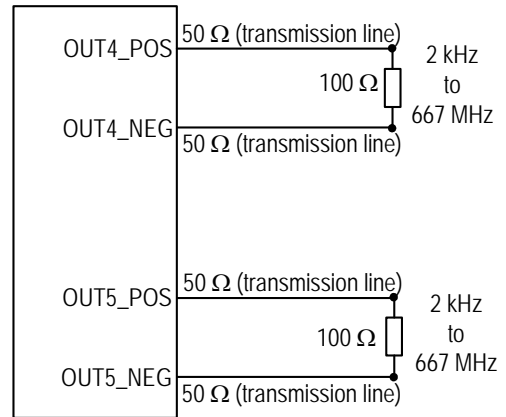 OUT4_POS
50 Ω (transmission line)
100 Ω
2 kHz
to
667 MHz
OUT4_NEG
50 Ω (transmission line)
OUT5_POS
50 Ω (transmission line)
100 Ω
2 kHz
to
667 MHz
OUT5_NEG
50 Ω (transmission line)